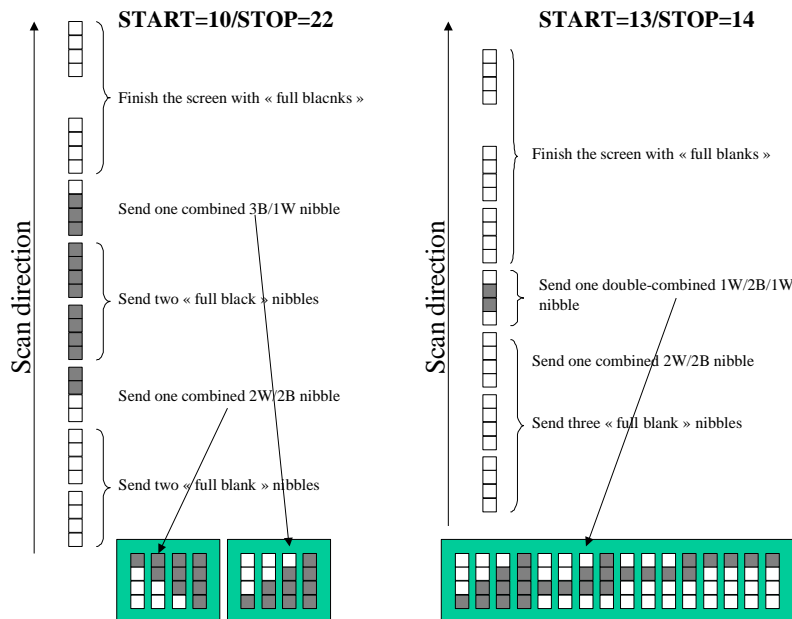 START=10/STOP=22
Scan direction
Finish the screen with « full blacnks »
Send one combined 3B/1W nibble
Send two « full black » nibbles
Send one combined 2W/2B nibble
Send two « full blank » nibbles
START=13/STOP=14
Scan direction
Finish the screen with « full blanks »
Send one double-combined 1W/2B/1W
nibble
Send one combined 2W/2B nibble
Send three « full blank » nibbles